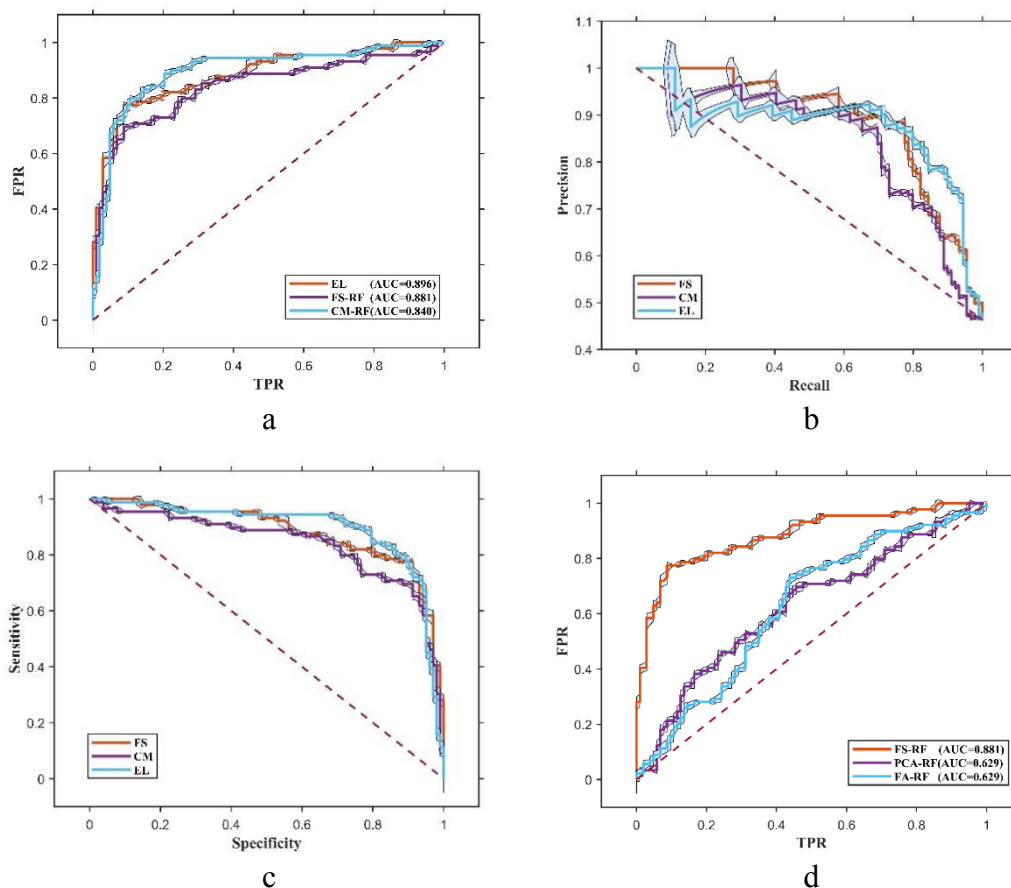 1
0.8
0.6
0.4
0.2
0
FPR
0 0.2 0.4 0.6 0.8 1
TPR
EL (AUC=0.896)
FS-RF (AUC=0.881)
CM-RF(AUC=0.840)
a
1.1
1
0.9
0.8
0.7
0.6
0.5
0.4
Precision
0 0.2 0.4 0.6 0.8 1
Recall
FS
CM
EL
b
1
0.8
0.6
0.4
0.2
0
Sensitivity
0 0.2 0.4 0.6 0.8 1
Specificity
FS
CM
EL
c
1
0.8
0.6
0.4
0.2
0
FPR
0 0.2 0.4 0.6 0.8 1
TPR
FS-RF (AUC=0.881)
PCA-RF(AUC=0.629)
FA-RF (AUC=0.629)
d